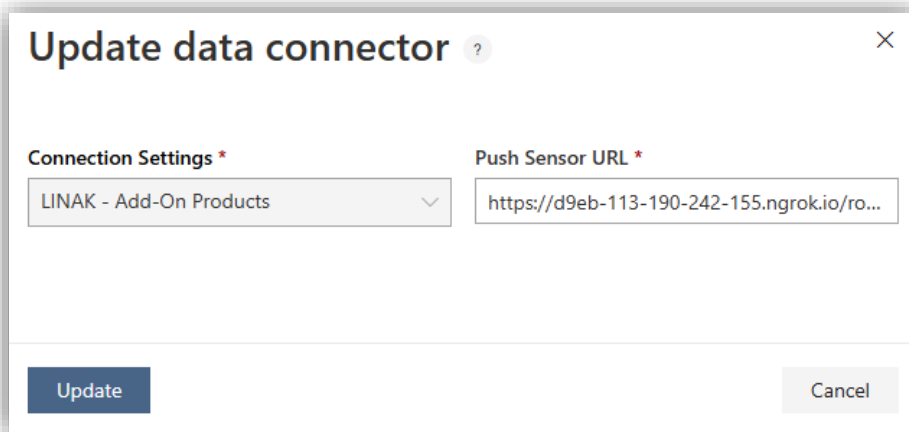 Update data connector ?
Connection Settings *
Push Sensor URL *
LINAK - Add-On Products
https://d9eb-113-190-242-155.ngrok.io/ro...
Update
Cancel